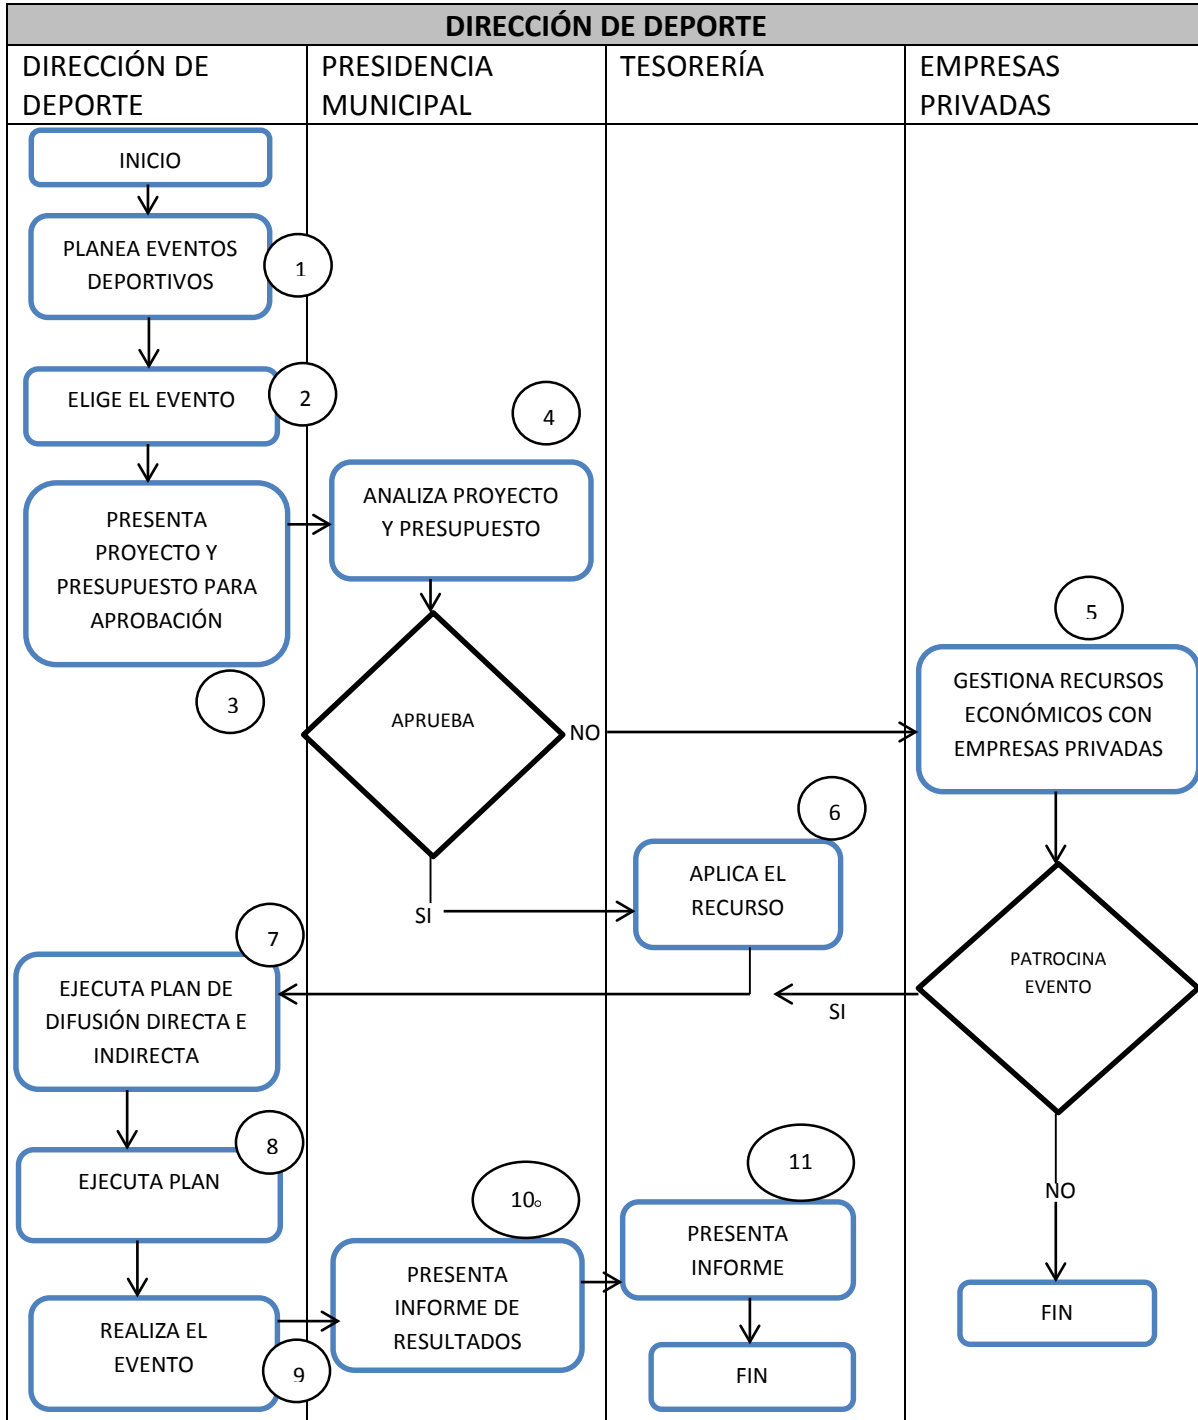 DIRECCIÓN DE DEPORTE
DIRECCIÓN DE
DEPORTE
PRESIDENCIA
MUNICIPAL
TESORERÍA
EMPRESAS
PRIVADAS
INICIO
PLANEA EVENTOS
DEPORTIVOS
1
ELIGE EL EVENTO
2
PRESENTA
PROYECTO Y
PRESUPUESTO PARA
APROBACIÓN
3
4
ANALIZA PROYECTO
Y PRESUPUESTO
APRUEBA
NO
SI
5
GESTIONA RECURSOS
ECONÓMICOS CON
EMPRESAS PRIVADAS
6
APLICA EL
RECURSO
PATROCINA
EVENTO
SI
NO
FIN
7
EJECUTA PLAN DE
DIFUSIÓN DIRECTA E
INDIRECTA
8
EJECUTA PLAN
REALIZA EL
EVENTO
9
10°
PRESENTA
INFORME DE
RESULTADOS
11
PRESENTA
INFORME
FIN